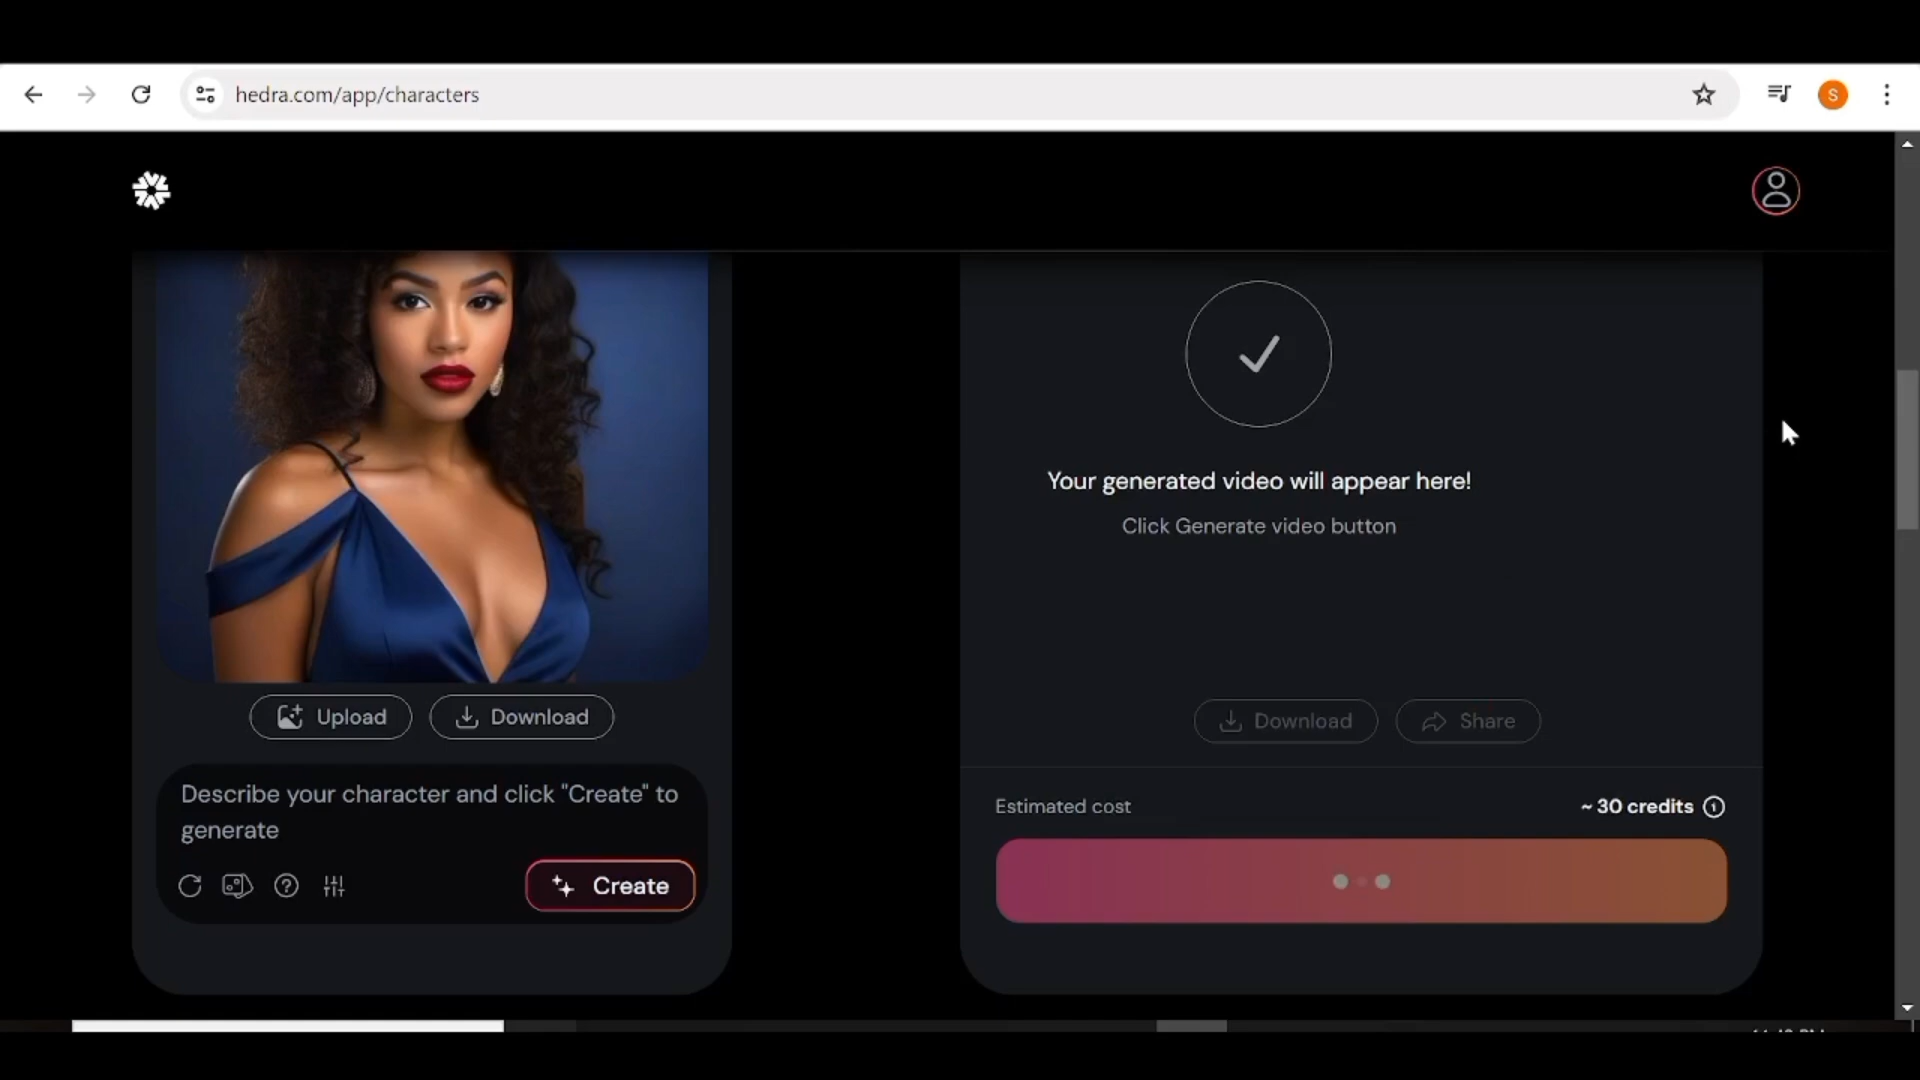 hedra.com/app/characters
S
Your generated video will appear here!
Click Generate video button
Upload
Download
Download
Share
Describe your character and click "Create" to
generate
Estimated cost
~ 30 credits
Create